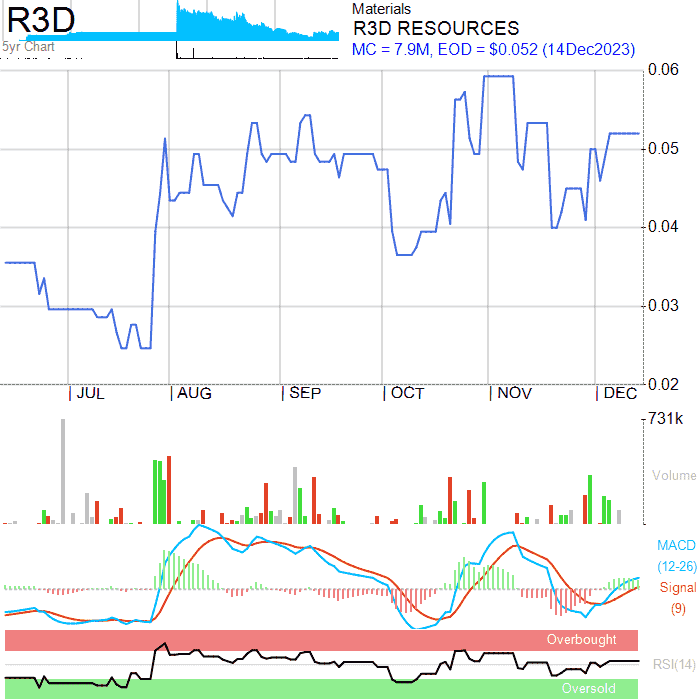 R3D
5yr Chart
Materials
R3D RESOURCES
MC = 7.9M, EOD = $0.052 (14Dec2023)
0.06
0.05
0.04
0.03
0.02
JUL AUG SEP OCT NOV DEC
731k
Volume
MACD
(12-26)
Signal
(9)
Overbought
RSI(14)
Oversold